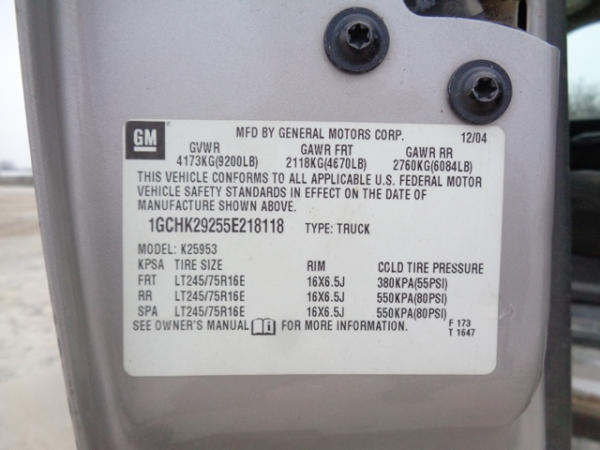 GM MFD BY GENERAL MOTORS CORP. 12/04
GVWR GAWR FRT GAWR RR
4173KG(9200LB) 2118KG(4670LB) 2760KG(6084LB)
THIS VEHICLE CONFORMS TO ALL APPLICABLE U.S. FEDERAL MOTOR
VEHICLE SAFETY STANDARDS IN EFFECT ON THE DATE OF
MANUFACTURE SHOWN ABOVE.
1GCHK29255E218118 TYPE: TRUCK
MODEL: K25953
KPSA TIRE SIZE RIM COLD TIRE PRESSURE
FRT LT245/75R16E 16X6.5J 380KPA(55PSI)
RR LT245/75R16E 16X6.5J 550KPA(80PSI)
SPA LT245/75R16E 16X6.5J 550KPA(80PSI)
SEE OWNER'S MANUAL FOR MORE INFORMATION. F 173
T 1647